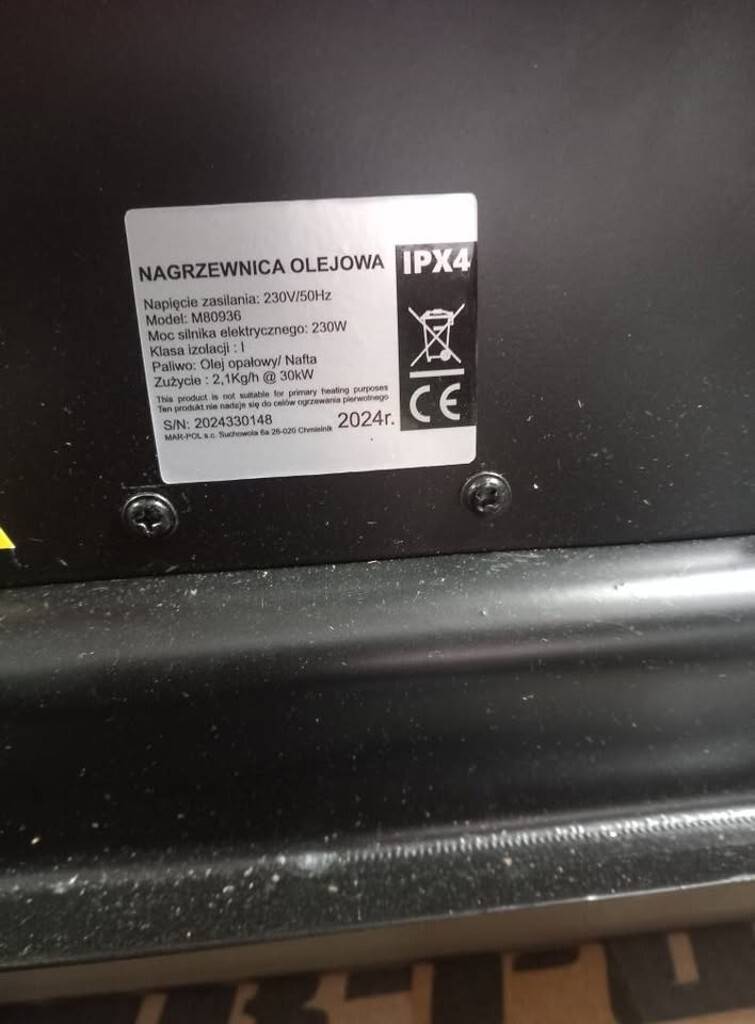 NAGRZEWNICA OLEJOWA
IPX4
Napięcie zasilania: 230V/50Hz
Model: M80936
Moc silnika elektrycznego: 230W
Klasa izolacji : I
Paliwo: Olej opałowy/ Nafta
Zużycie : 2,1Kg/h @ 30kW
This product is not suitable for primary heating purposes
Ten produkt nie nadaje się do celów ogrzewania pierwotnego
S/N: 2024330148
2024r.
MAR-POL s.c. Suchowola 6a 26-020 Chmielnik
CE